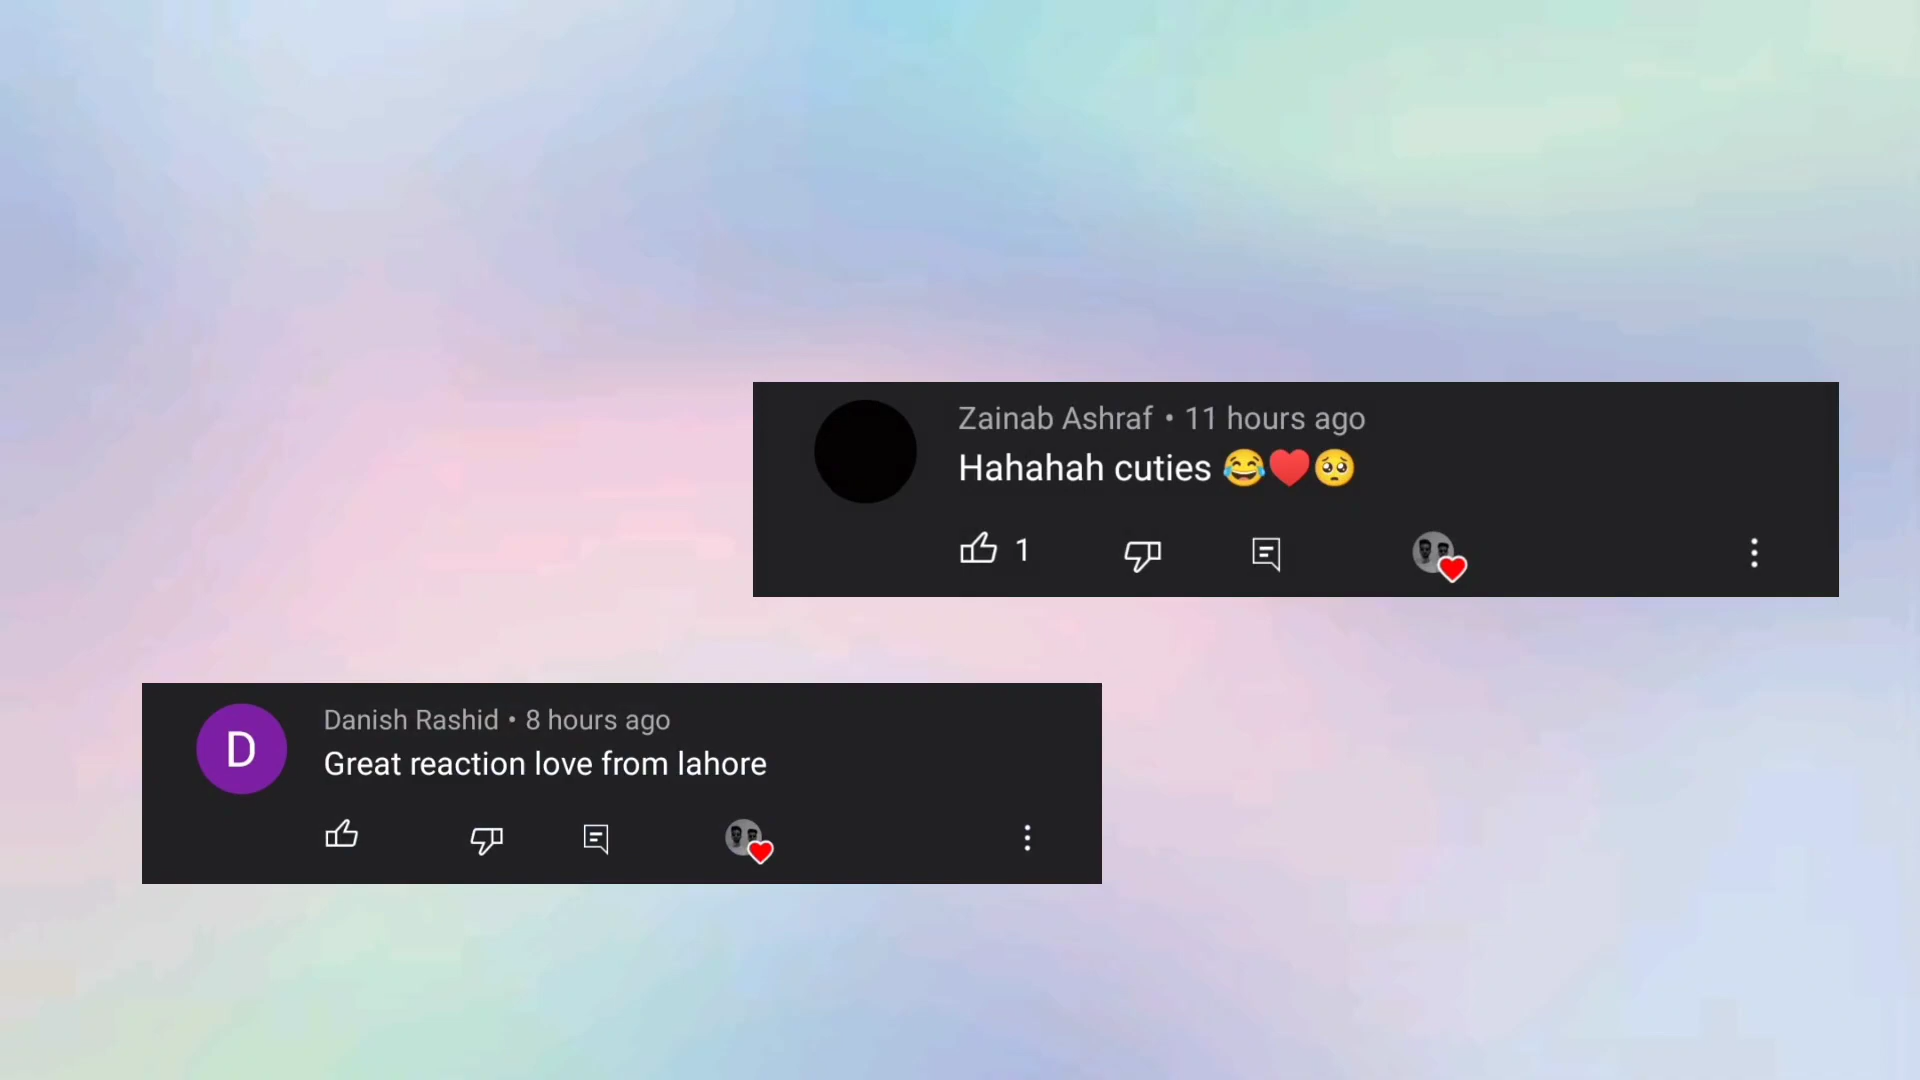 Zainab Ashraf • 11 hours ago
Hahahah cuties 😂♥️🥺
1
D
Danish Rashid • 8 hours ago
Great reaction love from lahore